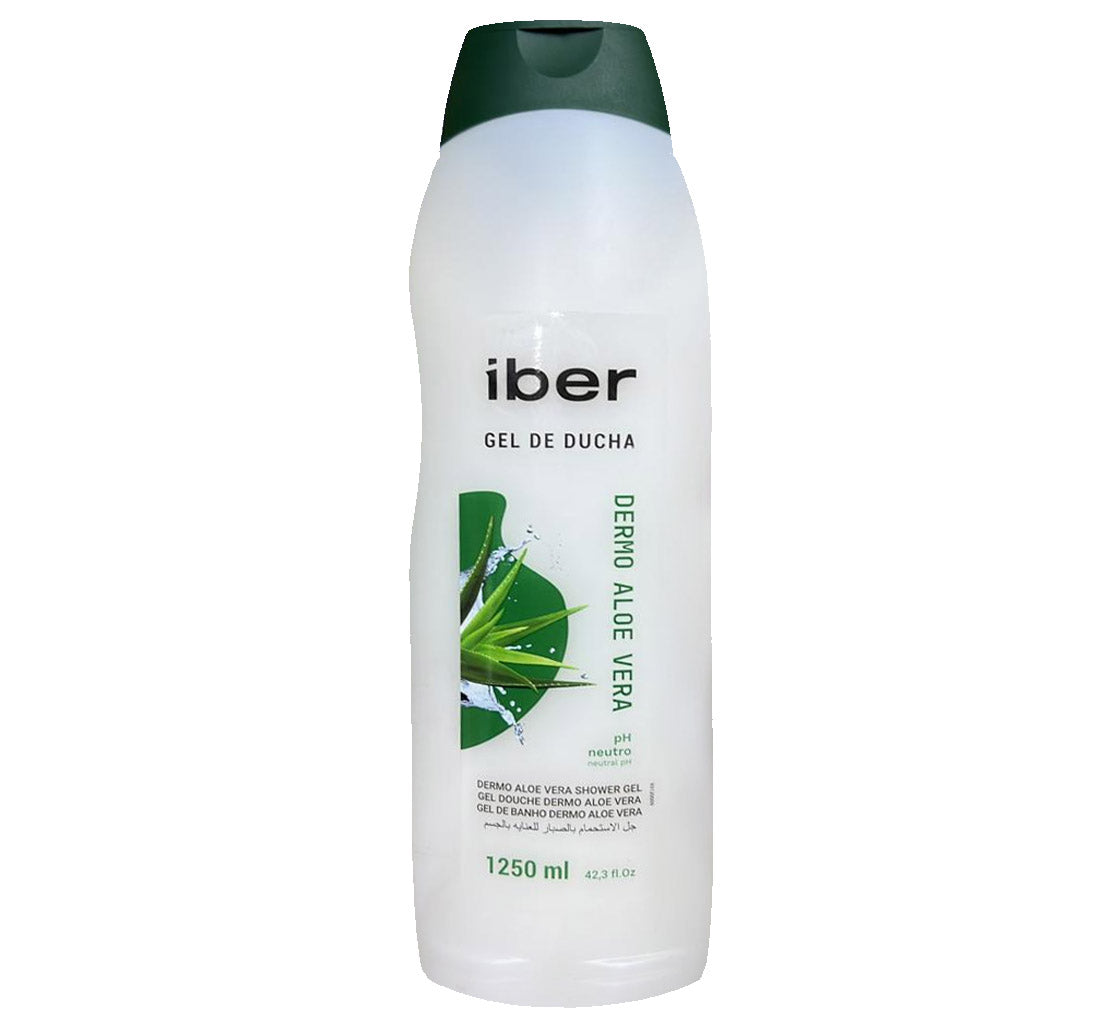 iber
GEL DE DUCHA
DERMO ALOE VERA
pH
neutro
neutral pH
DERMO ALOE VERA SHOWER GEL
GEL DOUCHE DERMO ALOE VERA
GEL DE BANHO DERMO ALOE VERA
جل الاستحمام بالصبار للعنايه بالجسم
1250 ml 42,3 fl.Oz